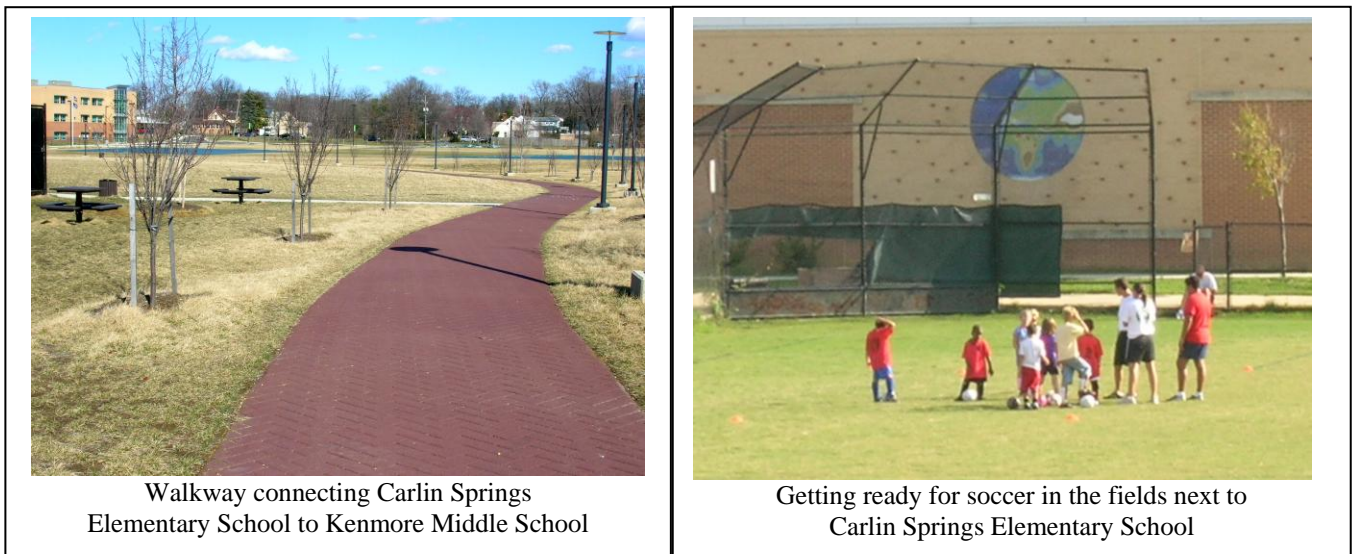 Walkway connecting Carlin Springs
Elementary School to Kenmore Middle School
Getting ready for soccer in the fields next to
Carlin Springs Elementary School